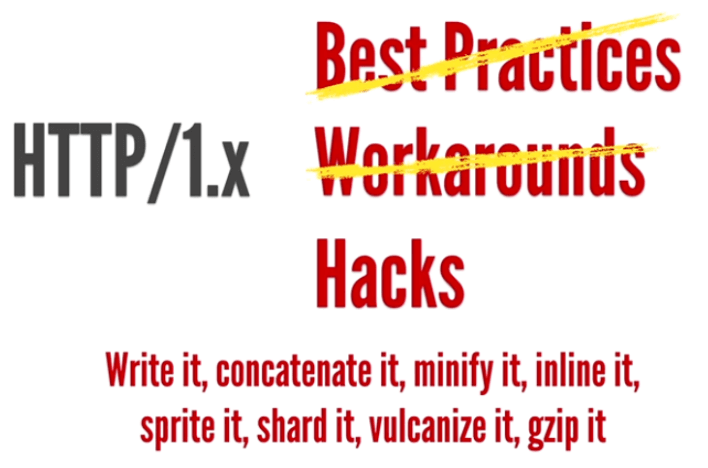 Best Practices
HTTP/1.x Workarounds
Hacks
Write it, concatenate it, minify it, inline it,
sprite it, shard it, vulcanize it, gzip it